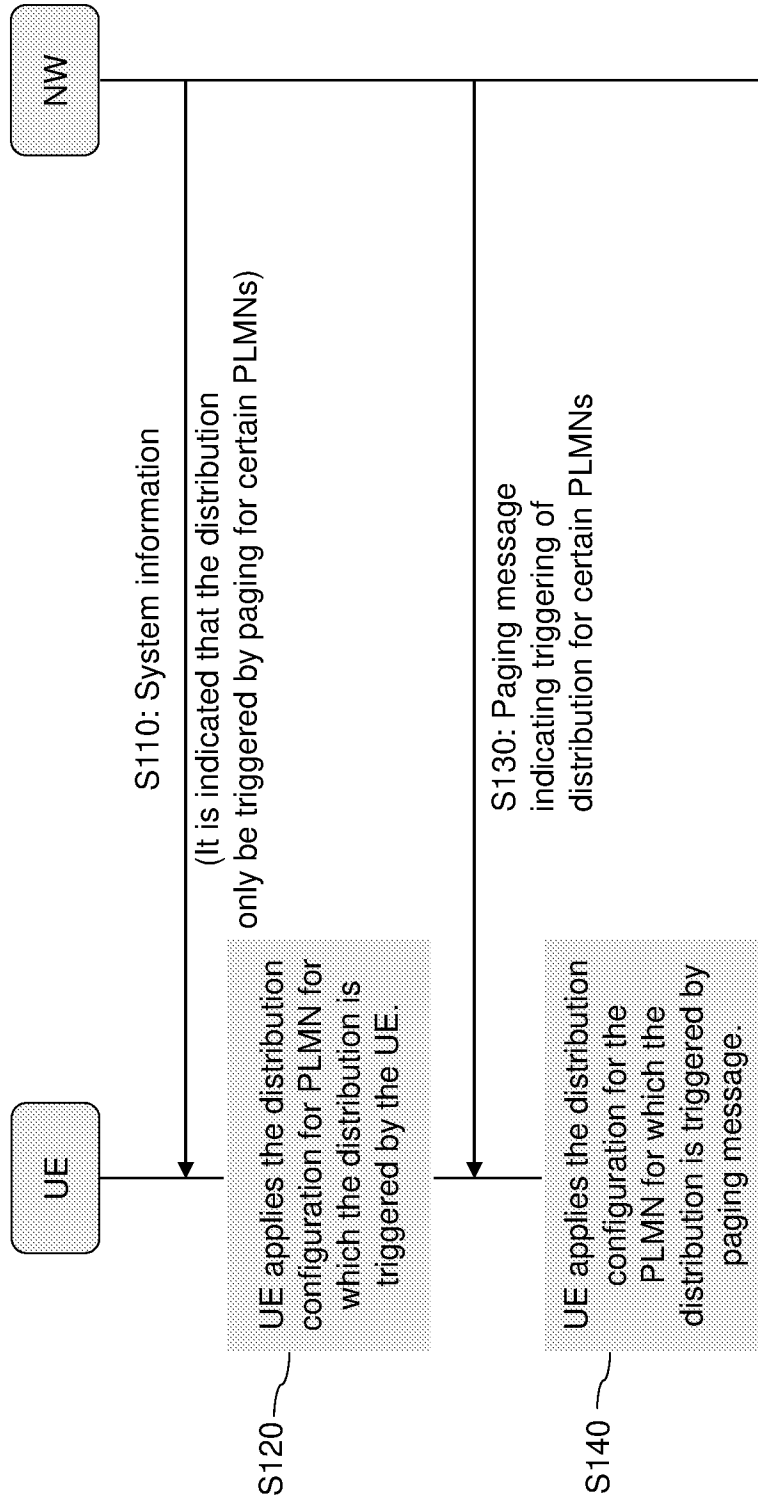 UE
NW
S110: System information
(It is indicated that the distribution
only be triggered by paging for certain PLMNs)
S120
UE applies the distribution
configuration for PLMN for
which the distribution is
triggered by the UE.
S130: Paging message
indicating triggering of
distribution for certain PLMNs
S140
UE applies the distribution
configuration for the
PLMN for which the
distribution is triggered by
paging message.